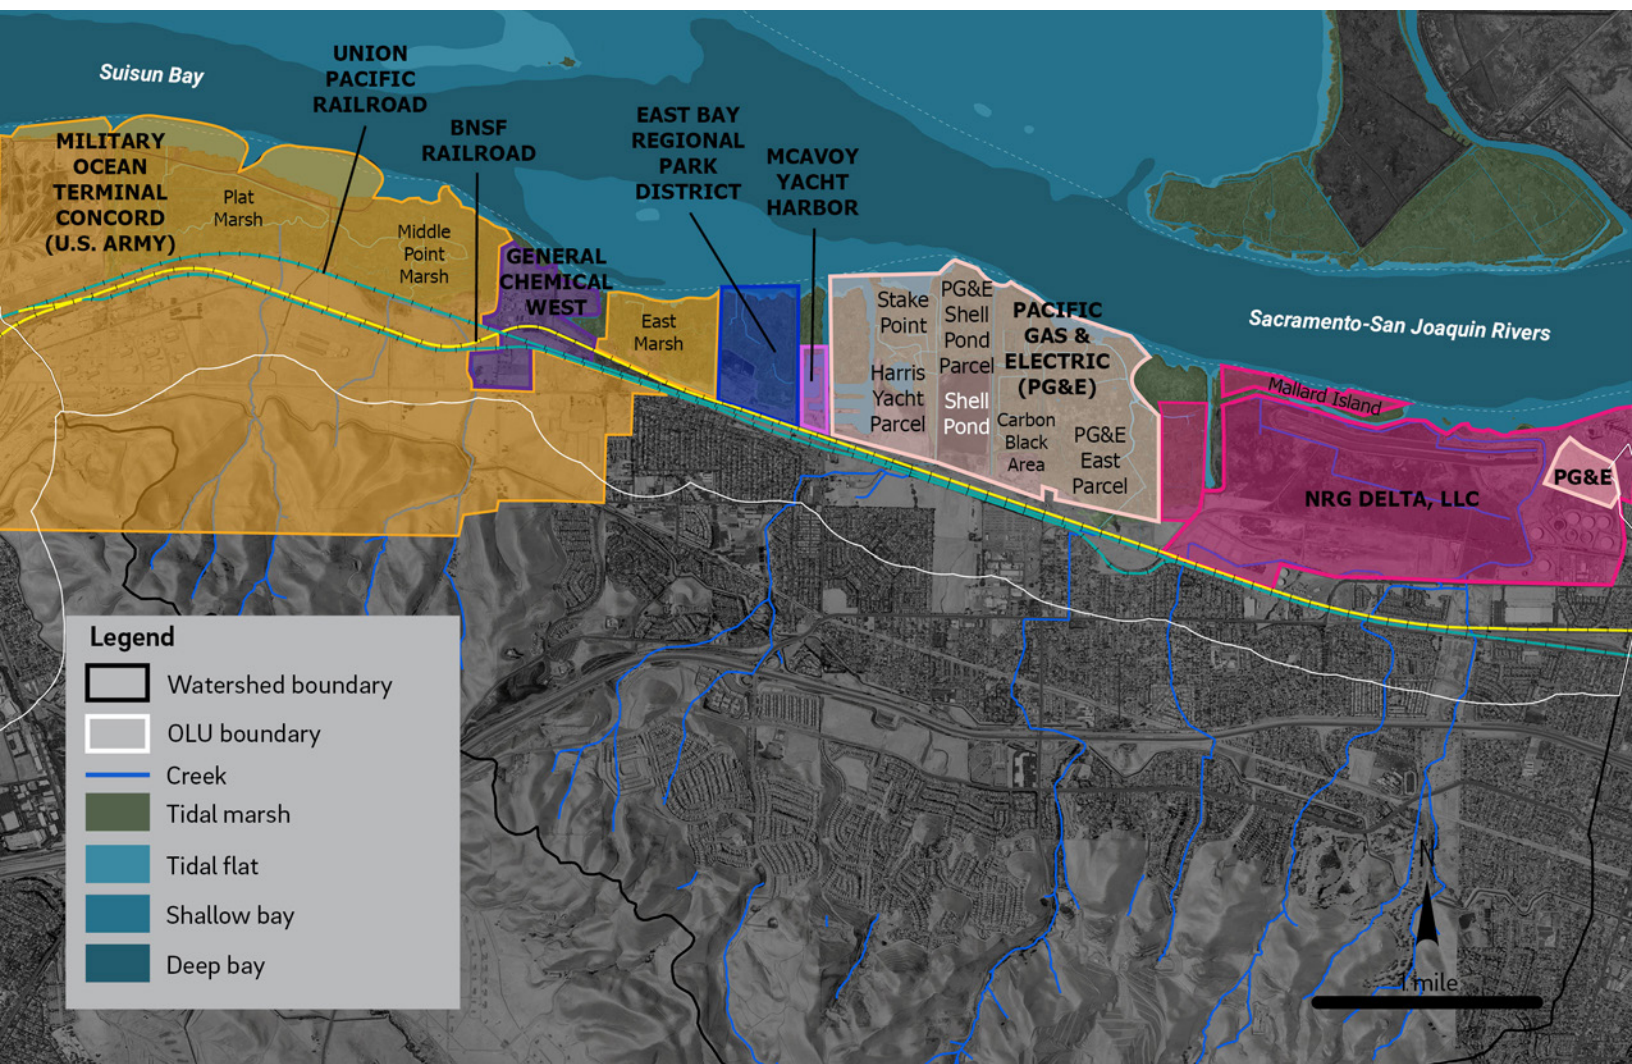 Suisun Bay
UNION
PACIFIC
RAILROAD
BNSF
RAILROAD
EAST BAY
REGIONAL
PARK
DISTRICT
MCAVOY
YACHT
HARBOR
MILITARY
OCEAN
TERMINAL
CONCORD
(U.S. ARMY)
Plat
Marsh
Middle
Point
Marsh
GENERAL
CHEMICAL
WEST
East
Marsh
Stake
Point
Harris
Yacht
Parcel
PG&E
Shell
Pond
Parcel
Shell
Pond
PACIFIC
GAS &
ELECTRIC
(PG&E)
Carbon
Black
Area
PG&E
East
Parcel
Sacramento-San Joaquin Rivers
Mallard Island
NRG DELTA, LLC
PG&E
Legend
Watershed boundary
OLU boundary
Creek
Tidal marsh
Tidal flat
Shallow bay
Deep bay
N
1 mile